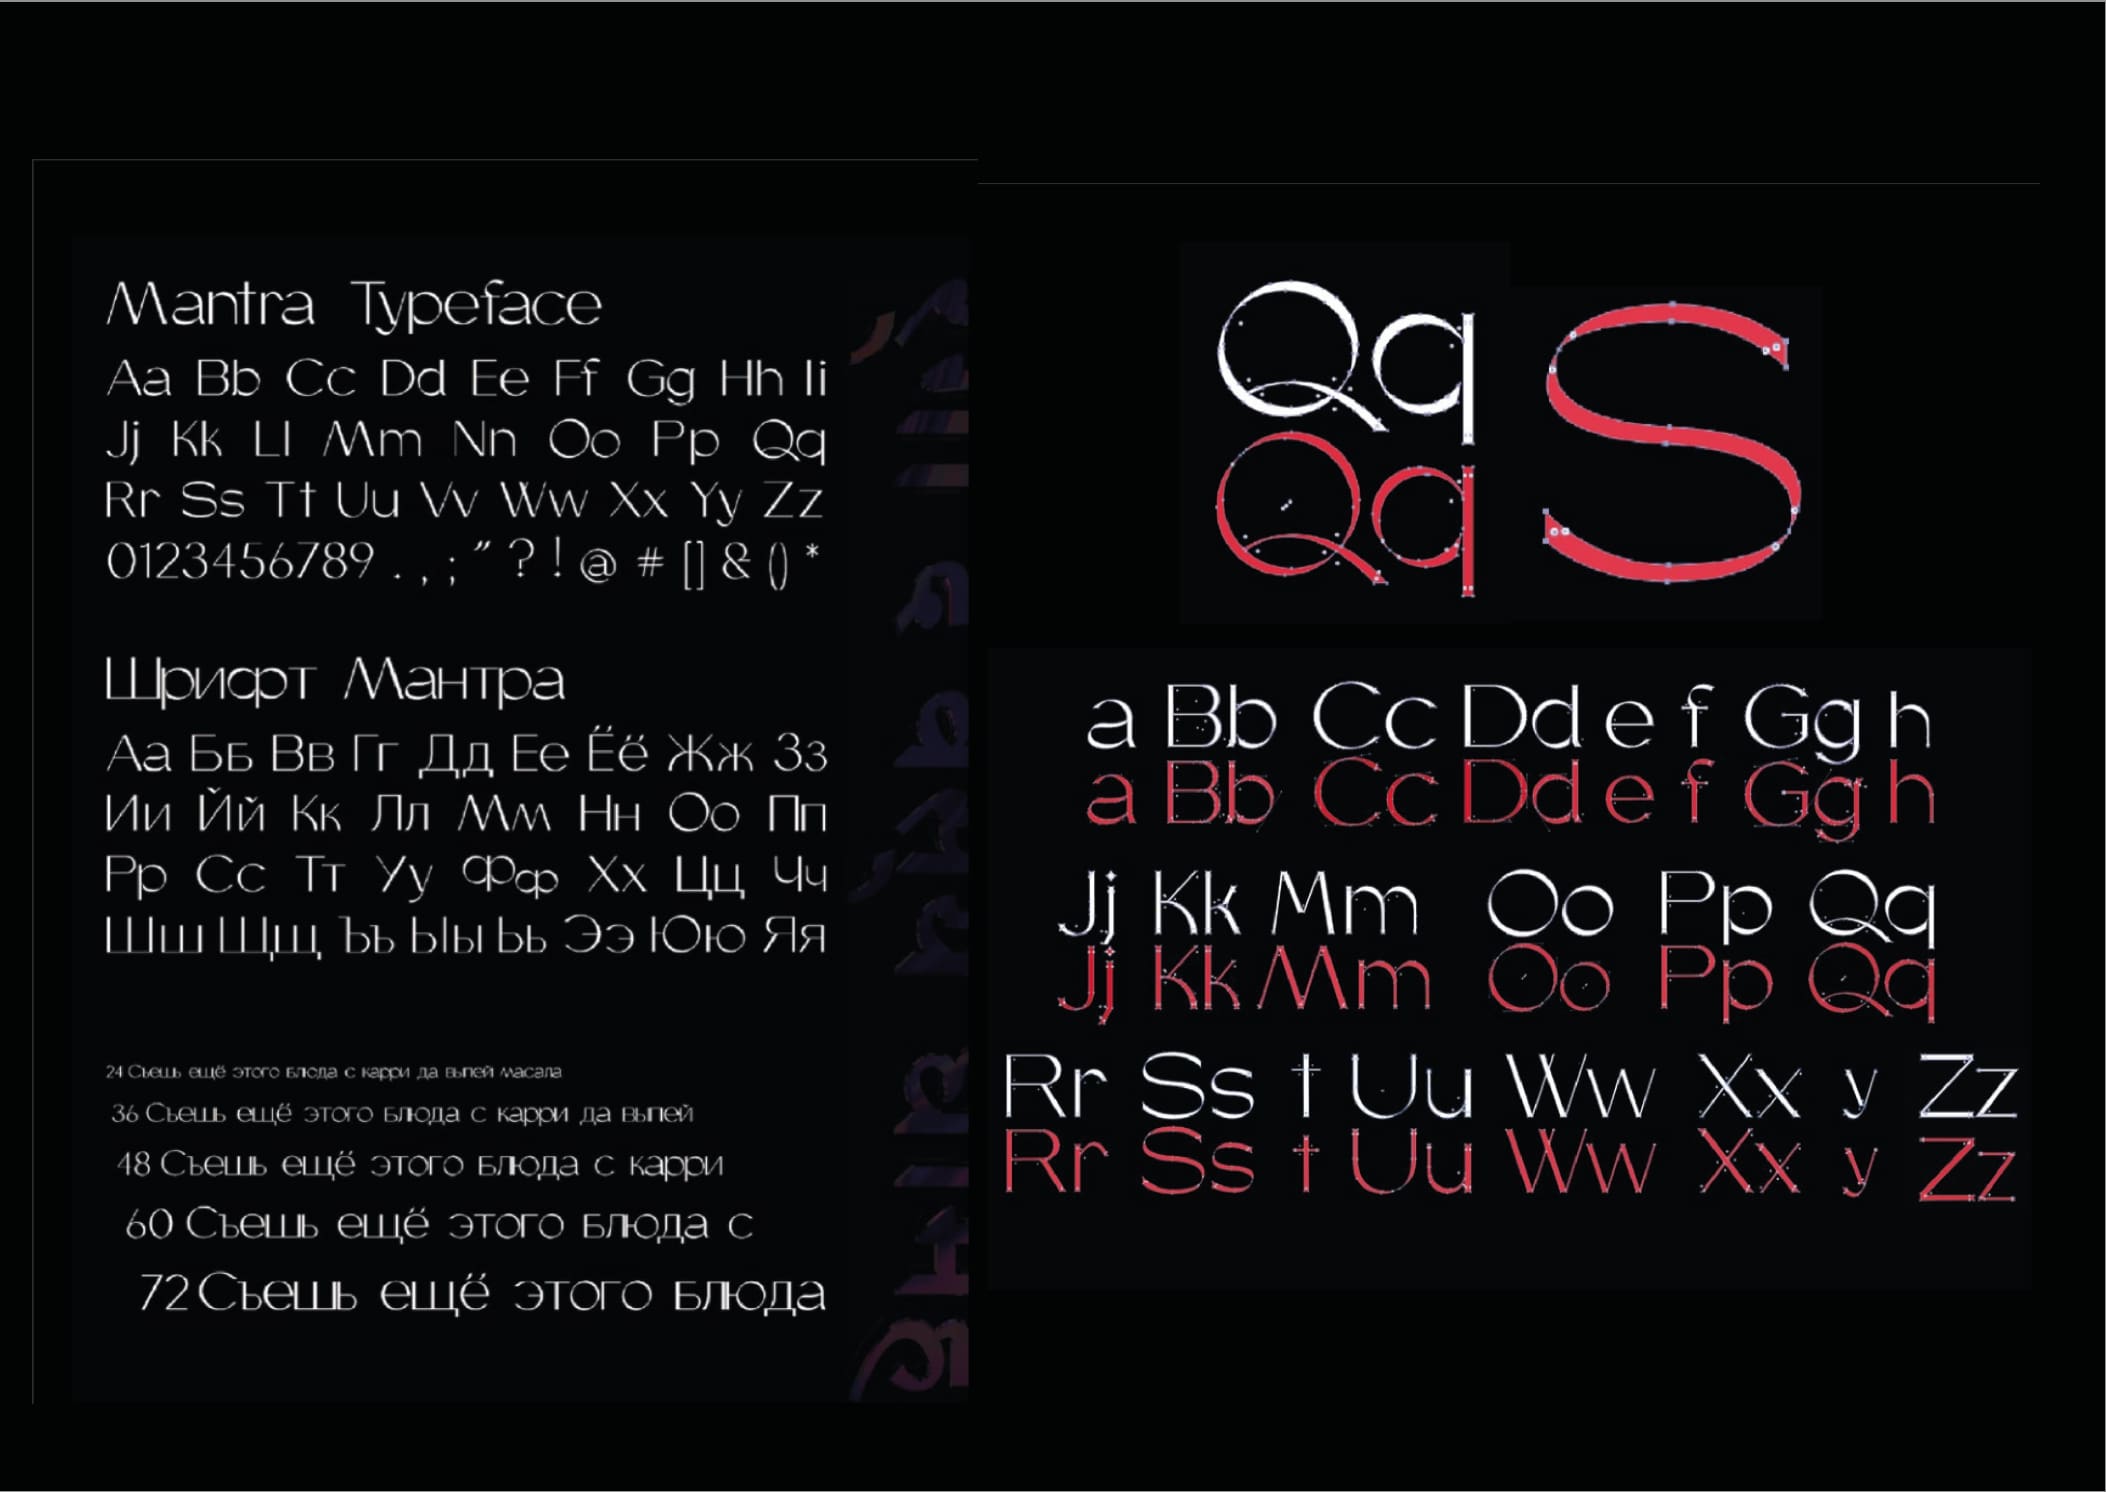 Mantra Typeface
Aa Bb Cc Dd Ee Ff Gg Hh Ii
Jj Kk Ll Mm Nn Oo Pp Qq
Rr Ss Tt Uu Vv Ww Xx Yy Zz
0123456789 . , ; " ? ! @ # [] & () *
Шрифт Мантра
Аа Бб Вв Гг Дд Ее Ёё Жж Зз
Ии Йй Кк Лл Мм Нн Оо Пп
Рр Сс Тт Уу Фф Хх Цц Чч
Шш Щщ Ъъ Ыы Ьь Ээ Юю Яя
24 Съешь ещё этого блюда с карри да выпей масала
36 Съешь ещё этого блюда с карри да выпей
48 Съешь ещё этого блюда с карри
60 Съешь ещё этого блюда с
72 Съешь ещё этого блюда
Qq
Qq
S
a Bb Cc Dd e f Gg h
a Bb Cc Dd e f Gg h
Jj Kk Mm Oo Pp Qq
Jj Kk Mm Oo Pp Qq
Rr Ss t Uu Ww Xx y Zz
Rr Ss t Uu Ww Xx y Zz